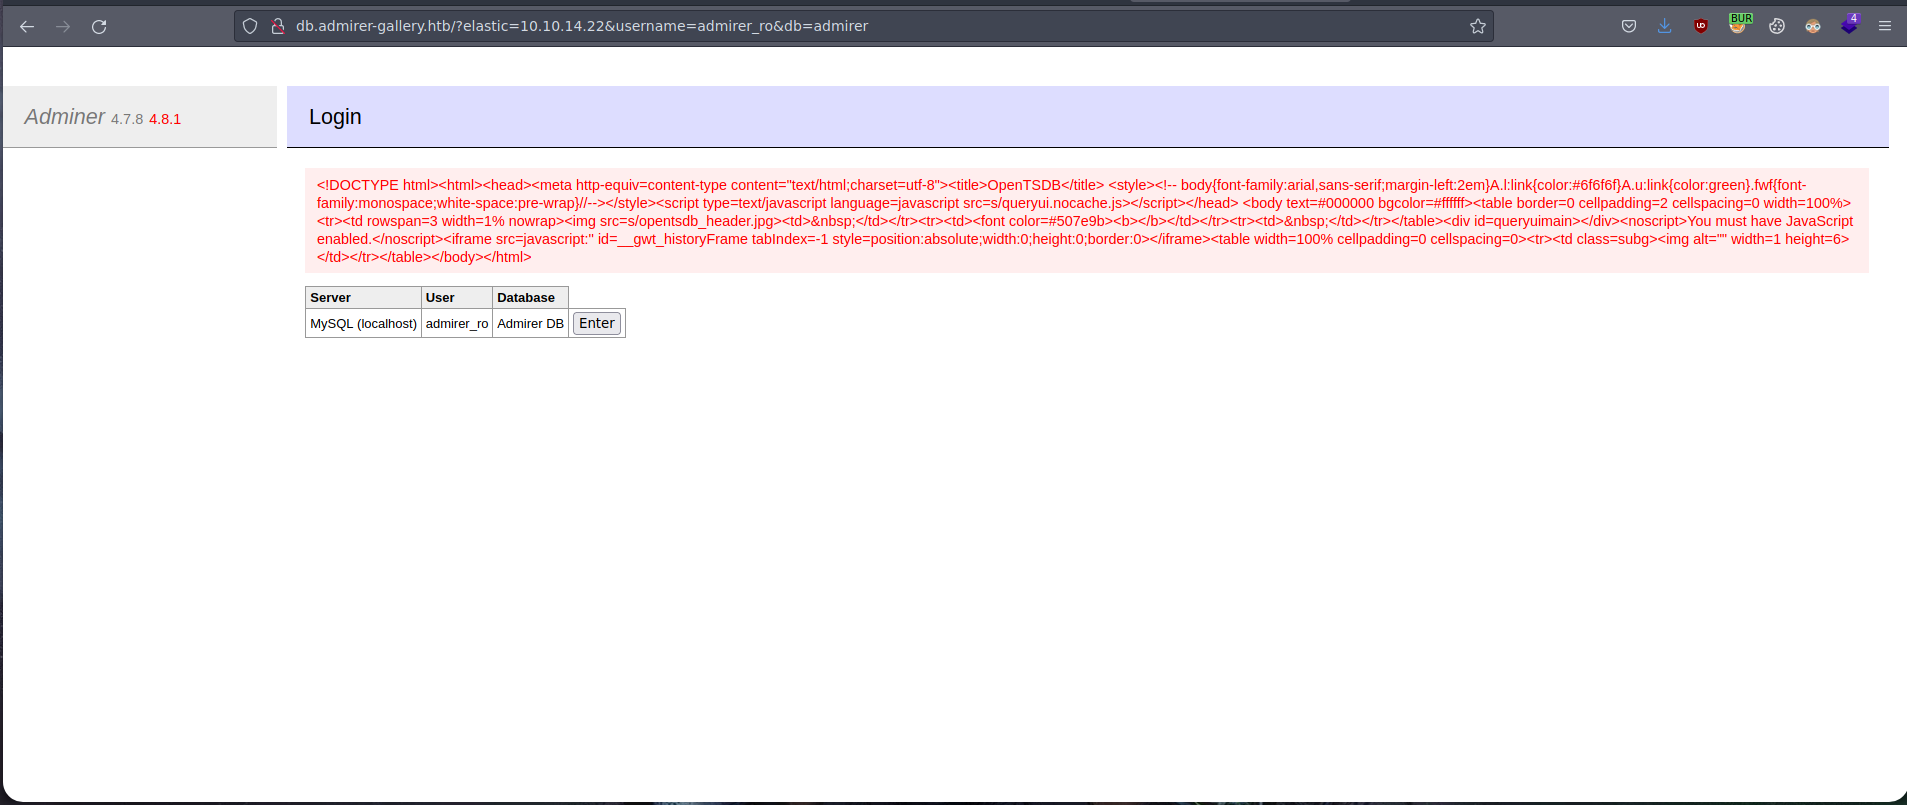 db.admirer-gallery.htb/?elastic=10.10.14.22&username=admirer_ro&db=admirer
BUR
4
Adminer 4.7.8 4.8.1
Login
<!DOCTYPE html><html><head><meta http-equiv=content-type content="text/html;charset=utf-8"><title>OpenTSDB</title> <style><!-- body{font-family:arial,sans-serif;margin-left:2em}A.l:link{color:#6f6f6f}A.u:link{color:green}.fwf{font-
family:monospace;white-space:pre-wrap}//--></style><script type=text/javascript language=javascript src=s/queryui.nocache.js></script></head> <body text=#000000 bgcolor=#ffffff><table border=0 cellpadding=2 cellspacing=0 width=100%>
<tr><td rowspan=3 width=1% nowrap><img src=s/opentsdb_header.jpg><td>&nbsp;</td></tr><tr><td><font color=#507e9b><b></b></td></tr><tr><td>&nbsp;</td></tr></table><div id=queryuimain></div><noscript>You must have JavaScript
enabled.</noscript><iframe src=javascript:'' id=__gwt_historyFrame tabIndex=-1 style=position:absolute;width:0;height:0;border:0></iframe><table width=100% cellpadding=0 cellspacing=0><tr><td class=subg><img alt="" width=1 height=6>
</td></tr></table></body></html>
Server User Database
MySQL (localhost) admirer_ro Admirer DB Enter